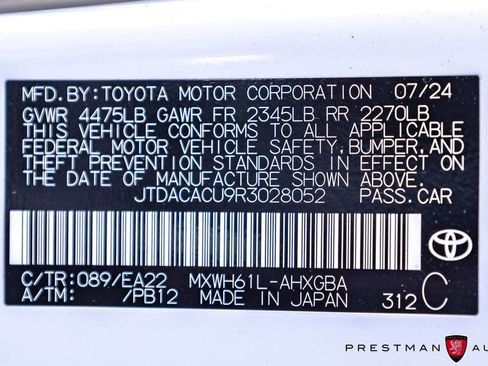 MFD.BY:TOYOTA MOTOR CORPORATION 07/24
GVWR 4475LB GAWR FR 2345LB RR 2270LB
THIS VEHICLE CONFORMS TO ALL APPLICABLE
FEDERAL MOTOR VEHICLE SAFETY,BUMPER,AND
THEFT PREVENTION STANDARDS IN EFFECT ON
THE DATE OF MANUFACTURE SHOWN ABOVE.
JTDACACU9R3028052 PASS.CAR
C/TR:089/EA22 MXWH61L-AHXGBA
A/TM: /PB12 MADE IN JAPAN 312 C
PRESTMAN AU